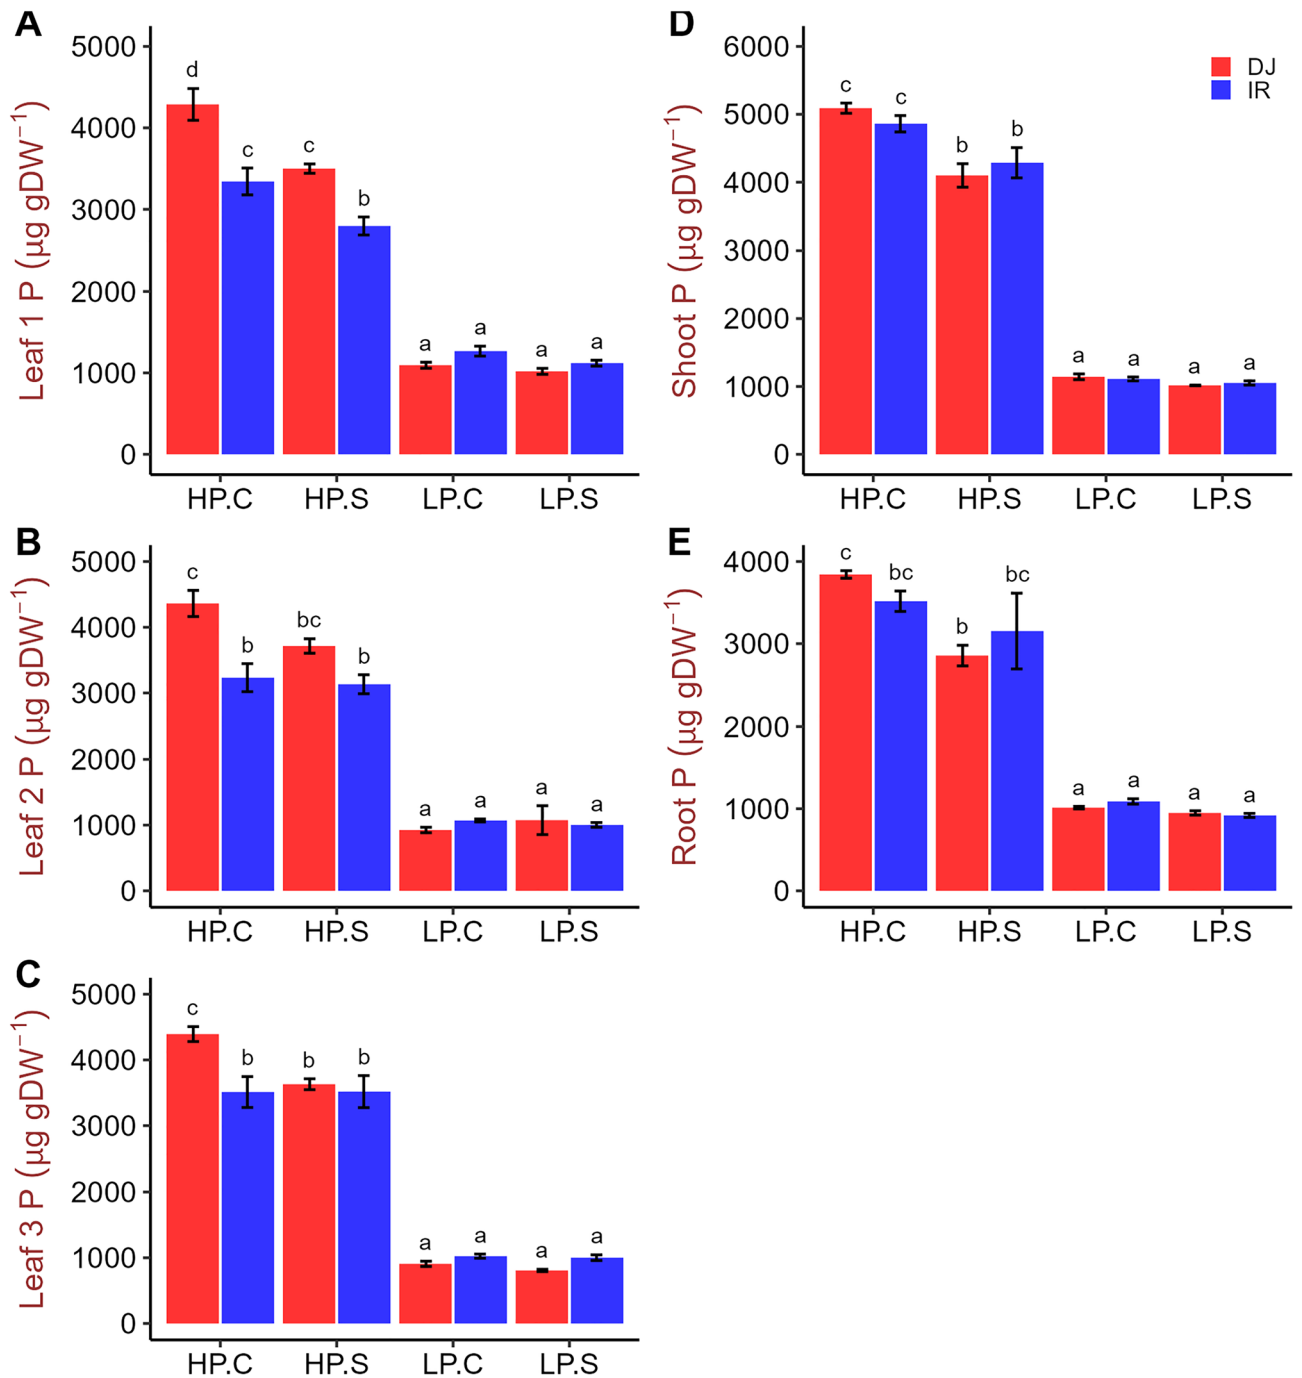 A
Leaf 1 P (µg gDW⁻¹)
5000
4000
3000
2000
1000
0
d
c
c
b
a
a
a
a
HP.C
HP.S
LP.C
LP.S
B
Leaf 2 P (µg gDW⁻¹)
5000
4000
3000
2000
1000
0
c
b
bc
b
a
a
a
a
HP.C
HP.S
LP.C
LP.S
C
Leaf 3 P (µg gDW⁻¹)
5000
4000
3000
2000
1000
0
c
b
b
b
a
a
a
a
HP.C
HP.S
LP.C
LP.S
D
Shoot P (µg gDW⁻¹)
6000
5000
4000
3000
2000
1000
0
c
c
b
b
a
a
a
a
DJ
IR
HP.C
HP.S
LP.C
LP.S
E
Root P (µg gDW⁻¹)
4000
3000
2000
1000
0
c
bc
b
bc
a
a
a
a
HP.C
HP.S
LP.C
LP.S